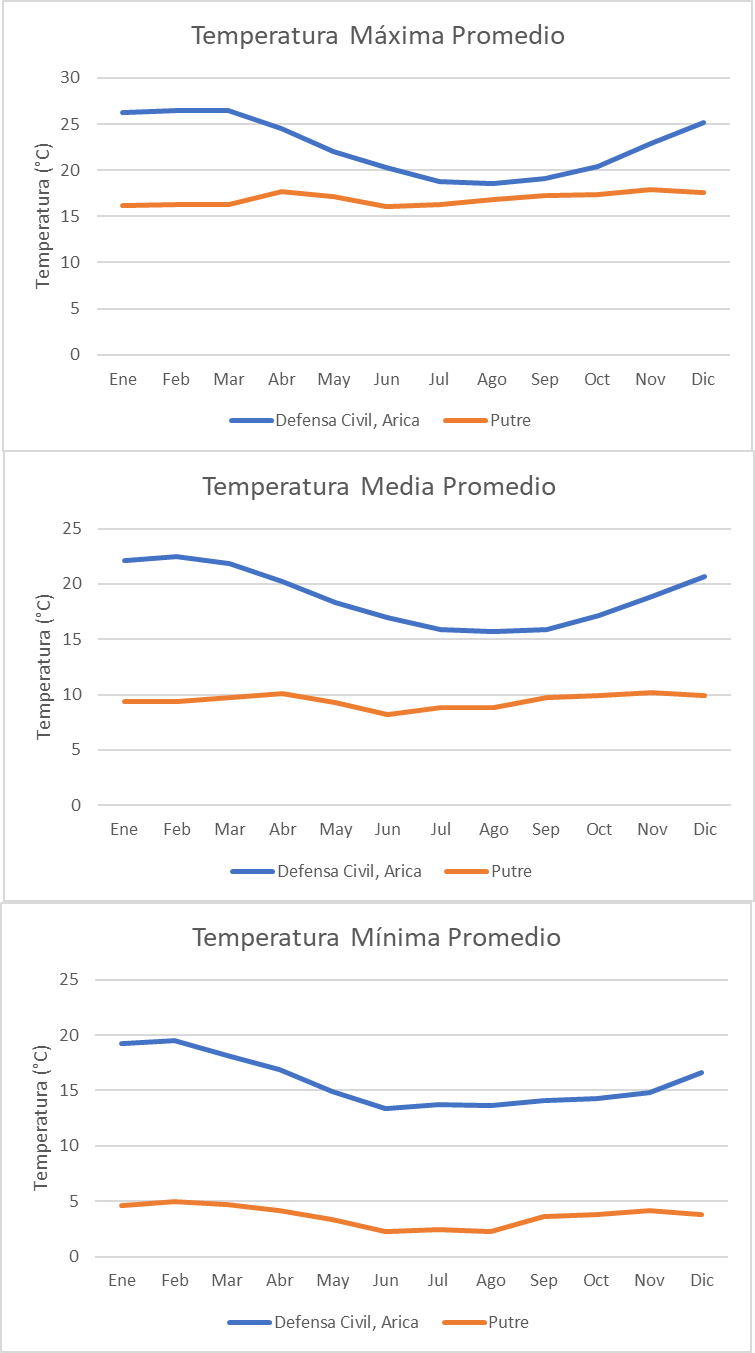 Temperatura Máxima Promedio
30
25
20
15
10
5
0
Temperatura (°C)
Ene Feb Mar Abr May Jun Jul Ago Sep Oct Nov Dic
Defensa Civil, Arica Putre
Temperatura Media Promedio
25
20
15
10
5
0
Temperatura (°C)
Ene Feb Mar Abr May Jun Jul Ago Sep Oct Nov Dic
Defensa Civil, Arica Putre
Temperatura Mínima Promedio
25
20
15
10
5
0
Temperatura (°C)
Ene Feb Mar Abr May Jun Jul Ago Sep Oct Nov Dic
Defensa Civil, Arica Putre